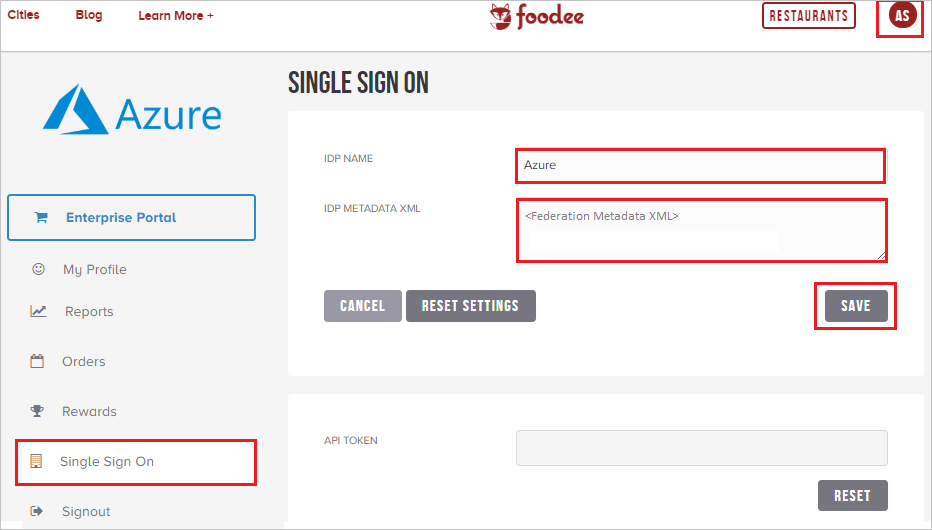 Cities Blog Learn More + foodee RESTAURANTS AS
SINGLE SIGN ON
Azure
IDP NAME Azure
IDP METADATA XML <Federation Metadata XML>
Enterprise Portal
My Profile
Reports
CANCEL RESET SETTINGS SAVE
Orders
Rewards
API TOKEN
Single Sign On
RESET
Signout